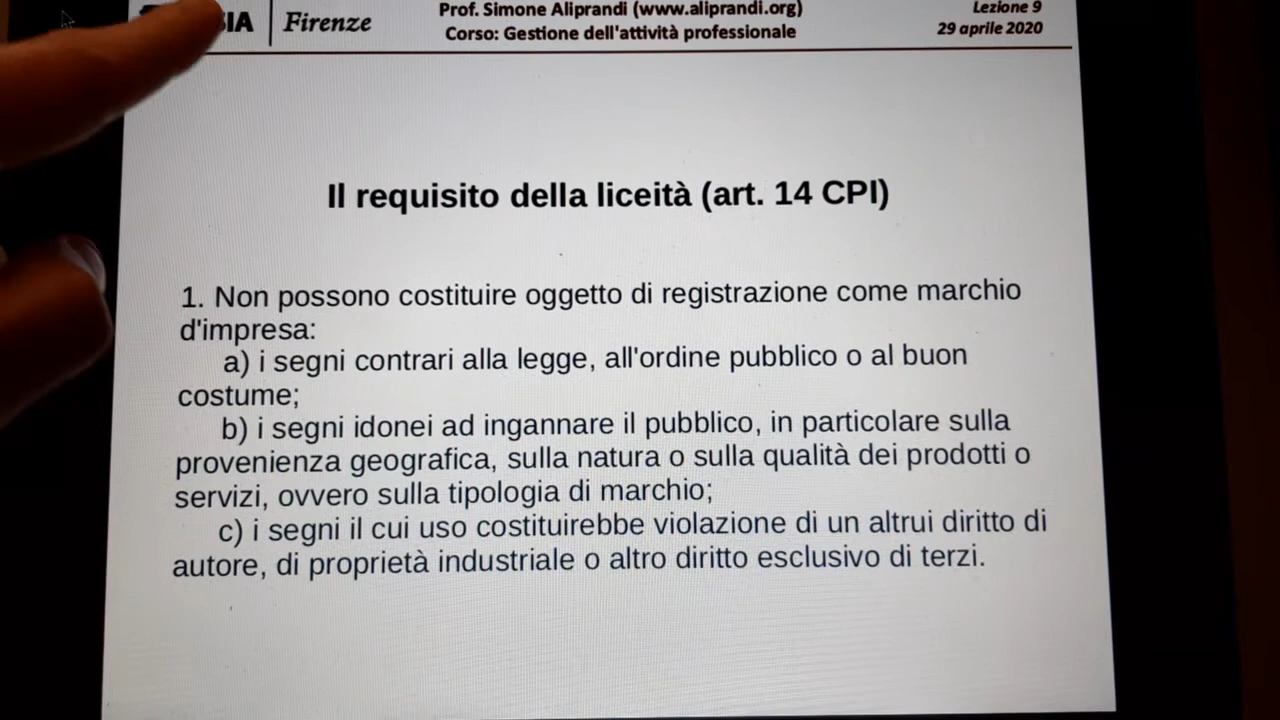 Firenze
Prof. Simone Aliprandi (www.aliprandi.org)
Corso: Gestione dell'attività professionale
Lezione 9
29 aprile 2020
Il requisito della liceità (art. 14 CPI)
1. Non possono costituire oggetto di registrazione come marchio
d'impresa:
a) i segni contrari alla legge, all'ordine pubblico o al buon
costume;
b) i segni idonei ad ingannare il pubblico, in particolare sulla
provenienza geografica, sulla natura o sulla qualità dei prodotti o
servizi, ovvero sulla tipologia di marchio;
c) i segni il cui uso costituirebbe violazione di un altrui diritto di
autore, di proprietà industriale o altro diritto esclusivo di terzi.